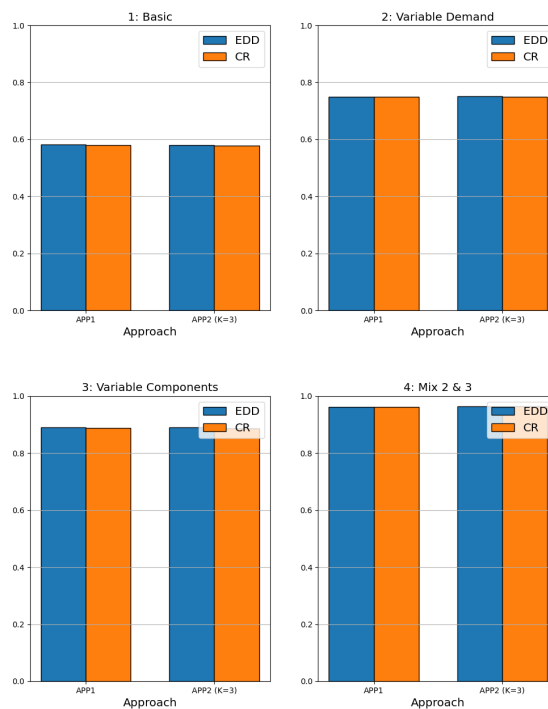 1: Basic
1.0
0.8
0.6
0.4
0.2
0.0
EDD
CR
APP1
APP2 (K=3)
Approach
2: Variable Demand
1.0
0.8
0.6
0.4
0.2
0.0
EDD
CR
APP1
APP2 (K=3)
Approach
3: Variable Components
1.0
0.8
0.6
0.4
0.2
0.0
EDD
CR
APP1
APP2 (K=3)
Approach
4: Mix 2 & 3
1.0
0.8
0.6
0.4
0.2
0.0
EDD
CR
APP1
APP2 (K=3)
Approach